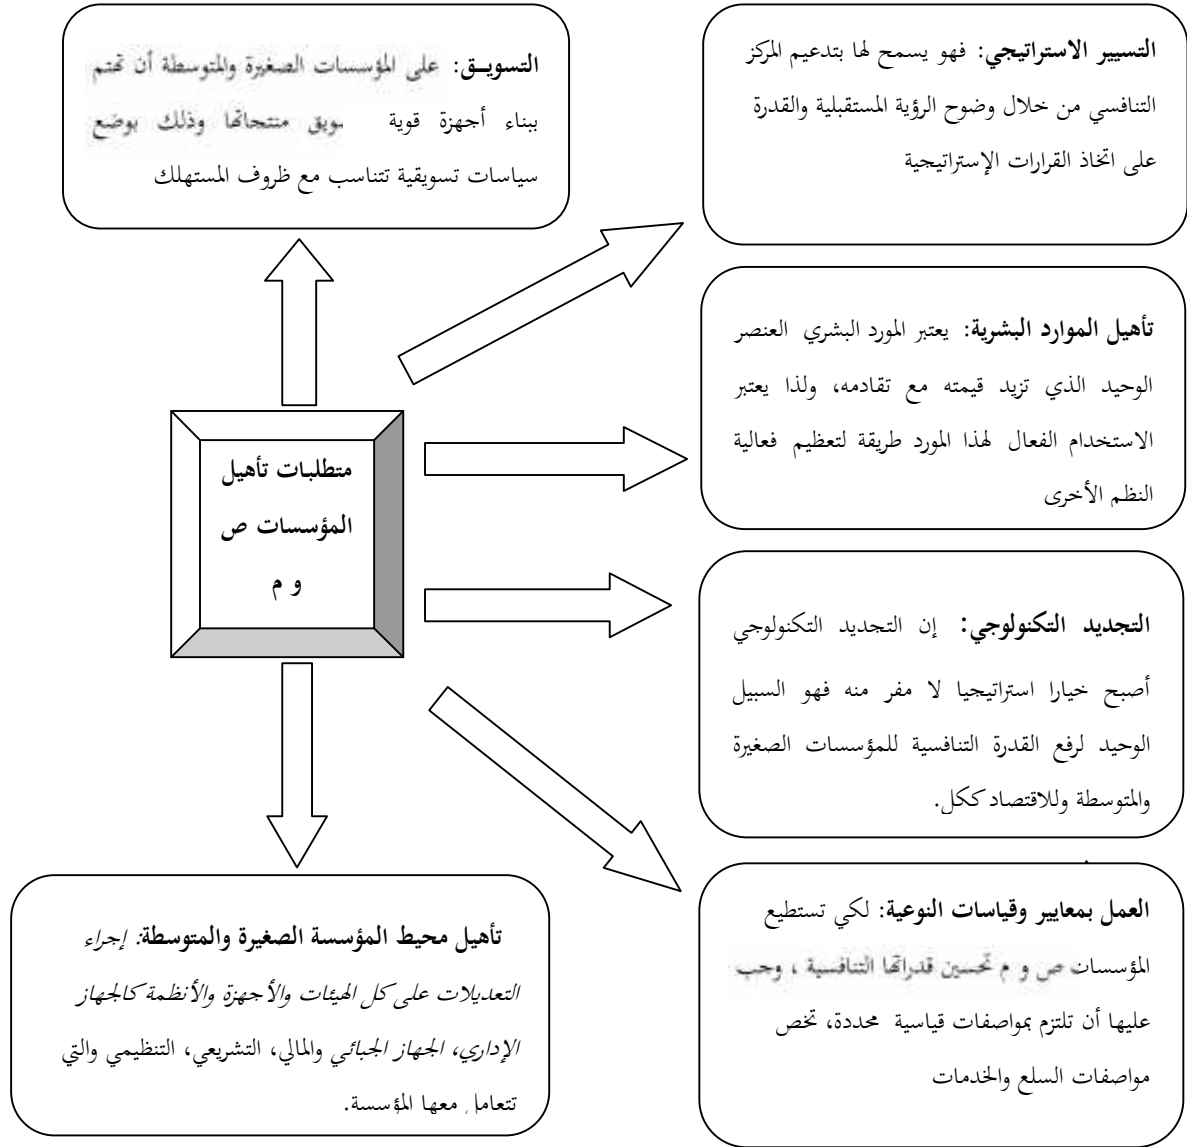 التسيير الاستراتيجي: فهو يسمح لها بتدعيم المركز
التنافسي من خلال وضوح الرؤية المستقبلية والقدرة
على اتخاذ القرارات الإستراتيجية
التسويـق: على المؤسسات الصغيرة والمتوسطة أن تهتم
ببناء أجهزة قوية سويق منتجاتها وذلك بوضع
سياسات تسويقية تتناسب مع ظروف المستهلك
تأهيل الموارد البشرية: يعتبر المورد البشري العنصر
الوحيد الذي تزيد قيمته مع تقادمه، ولذا يعتبر
الاستخدام الفعال لهذا المورد طريقة لتعظيم فعالية
النظم الأخرى
متطلبات تأهيل
المؤسسات ص
و م
التجديد التكنولوجي: إن التجديد التكنولوجي
أصبح خيارا استراتيجيا لا مفر منه فهو السبيل
الوحيد لرفع القدرة التنافسية للمؤسسات الصغيرة
والمتوسطة وللاقتصاد ككل.
العمل بمعايير وقياسات النوعية: لكي تستطيع
المؤسسات ص و م تحسين قدراتها التنافسية ، وجب
عليها أن تلتزم بمواصفات قياسية محددة، تخص
مواصفات السلع والخدمات
تأهيل محيط المؤسسة الصغيرة والمتوسطة: إجراء
التعديلات على كل الهيئات والأجهزة والأنظمة كالجهاز
الإداري، الجهاز الجبائي والمالي، التشريعي، التنظيمي والتي
تتعامل معها المؤسسة.